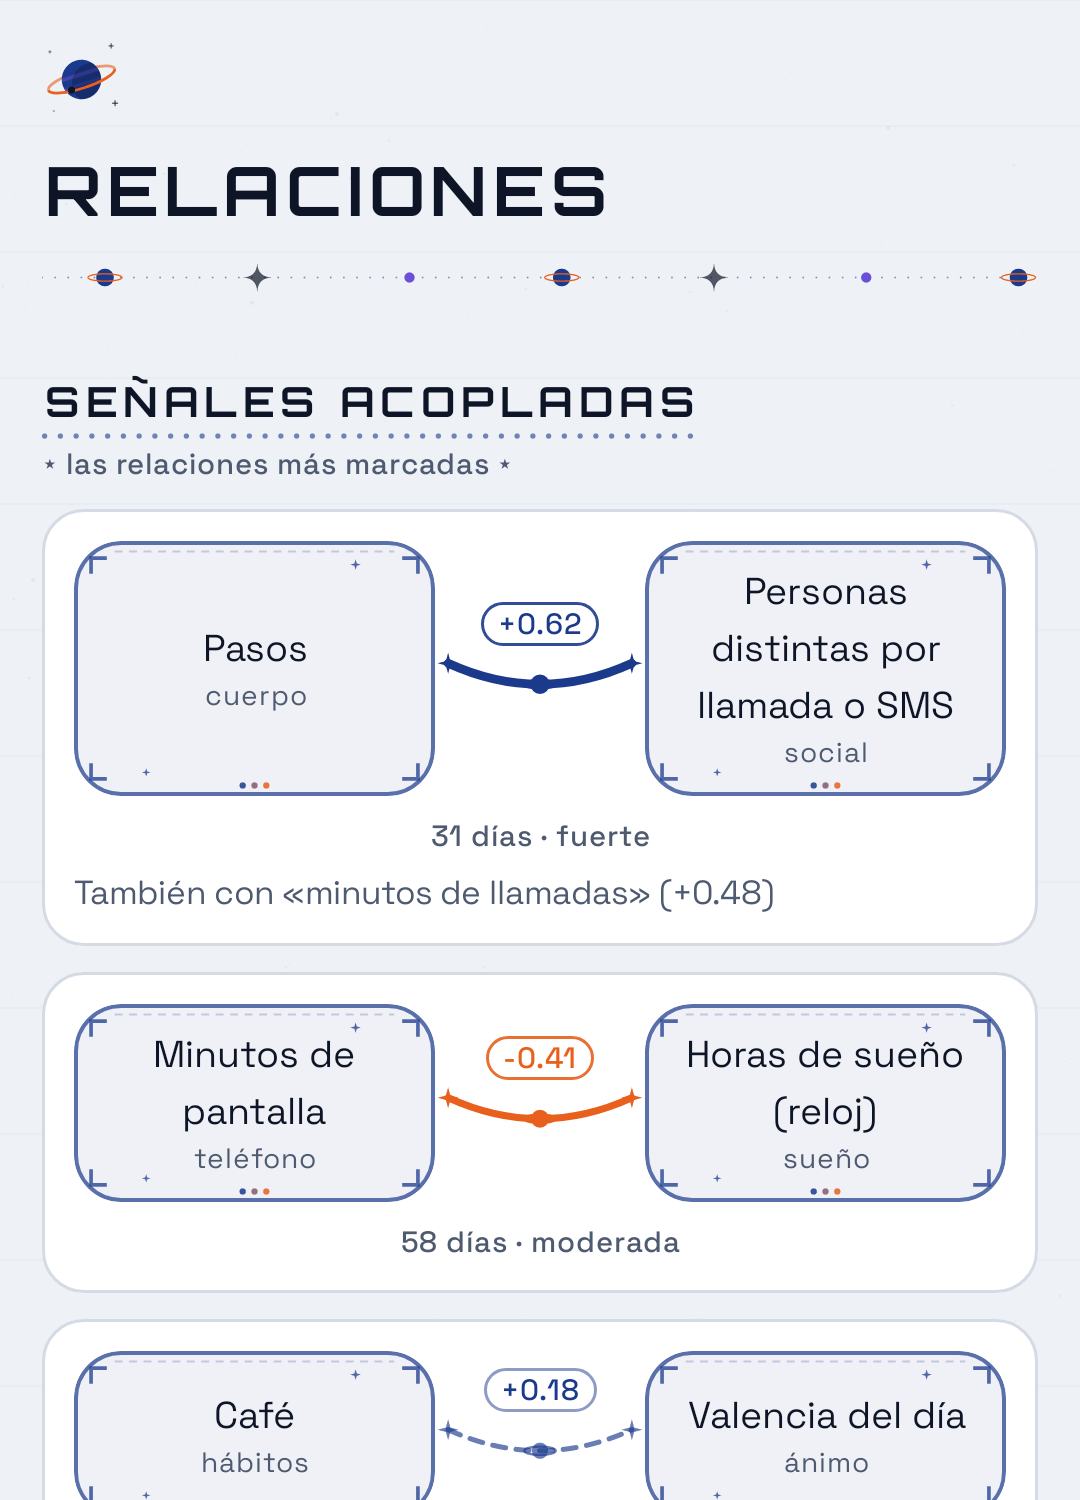 RELACIONES
SEÑALES ACOPLADAS
⋆ las relaciones más marcadas ⋆
Pasos
cuerpo
+0.62
Personas
distintas por
llamada o SMS
social
31 días · fuerte
También con «minutos de llamadas» (+0.48)
Minutos de
pantalla
teléfono
-0.41
Horas de sueño
(reloj)
sueño
58 días · moderada
Café
hábitos
+0.18
Valencia del día
ánimo